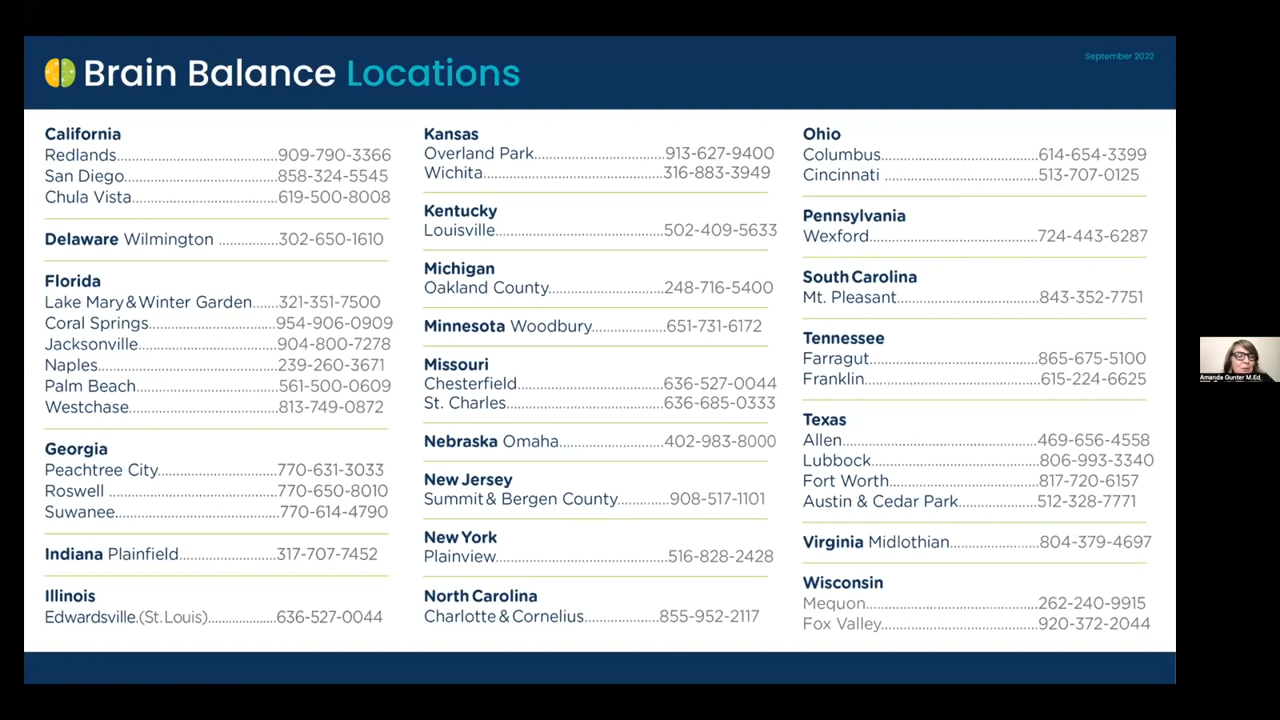 Brain Balance Locations
September 2022
California
Redlands..............................909-790-3366
San Diego............................858-324-5545
Chula Vista..........................619-500-8008
Delaware Wilmington ............302-650-1610
Florida
Lake Mary & Winter Garden......321-351-7500
Coral Springs.........................954-906-0909
Jacksonville...........................904-800-7278
Naples..................................239-260-3671
Palm Beach...........................561-500-0609
Westchase............................813-749-0872
Georgia
Peachtree City.......................770-631-3033
Roswell ................................770-650-8010
Suwanee...............................770-614-4790
Indiana Plainfield...................317-707-7452
Illinois
Edwardsville.(St. Louis)...................636-527-0044
Kansas
Overland Park.........................913-627-9400
Wichita...................................316-883-3949
Kentucky
Louisville.................................502-409-5633
Michigan
Oakland County......................248-716-5400
Minnesota Woodbury..............651-731-6172
Missouri
Chesterfield............................636-527-0044
St. Charles..............................636-685-0333
Nebraska Omaha....................402-983-8000
New Jersey
Summit & Bergen County..........908-517-1101
New York
Plainview................................516-828-2428
North Carolina
Charlotte & Cornelius..............855-952-2117
Ohio
Columbus..............................614-654-3399
Cincinnati .............................513-707-0125
Pennsylvania
Wexford................................724-443-6287
South Carolina
Mt. Pleasant..........................843-352-7751
Tennessee
Farragut................................865-675-5100
Franklin.................................615-224-6625
Texas
Allen.....................................469-656-4558
Lubbock................................806-993-3340
Fort Worth............................817-720-6157
Austin & Cedar Park...............512-328-7771
Virginia Midlothian.................804-379-4697
Wisconsin
Mequon................................262-240-9915
Fox Valley.............................920-372-2044
Amanda Gunter M.Ed.